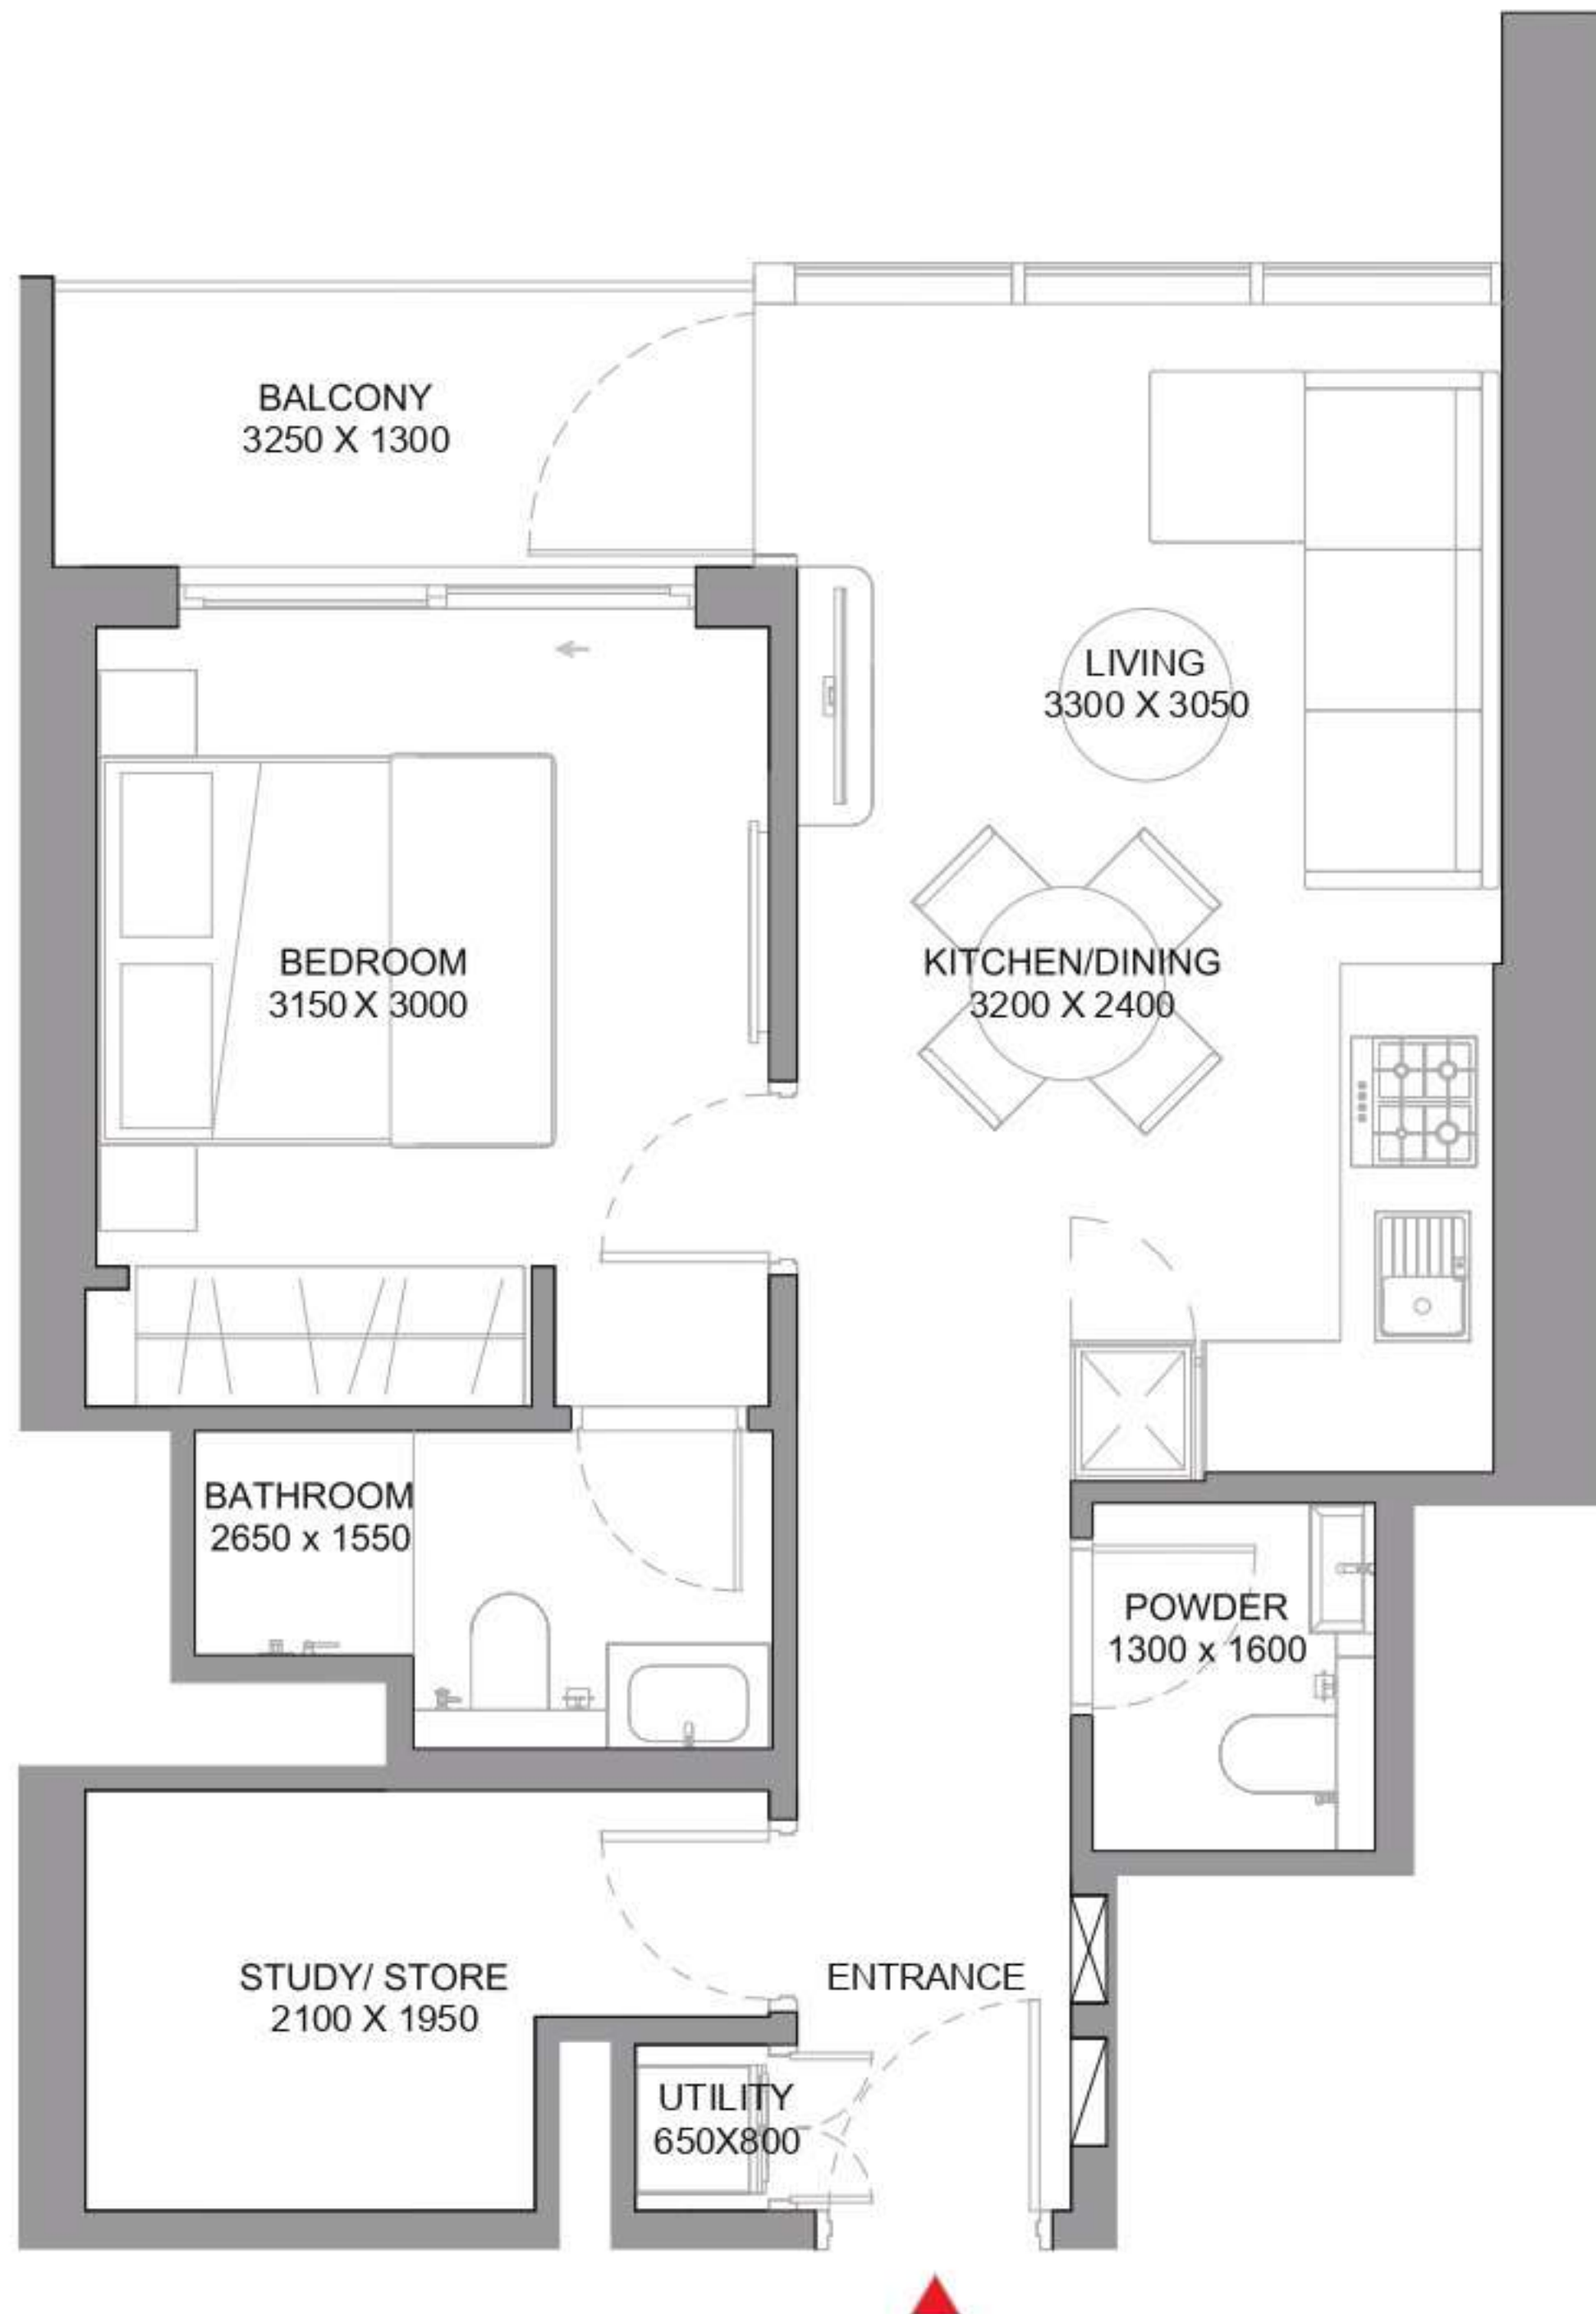 BALCONY
3250 X 1300
LIVING
3300 X 3050
BEDROOM
3150 X 3000
KITCHEN/DINING
3200 X 2400
BATHROOM
2650 x 1550
POWDER
1300 x 1600
STUDY/ STORE
2100 X 1950
ENTRANCE
UTILITY
650X800